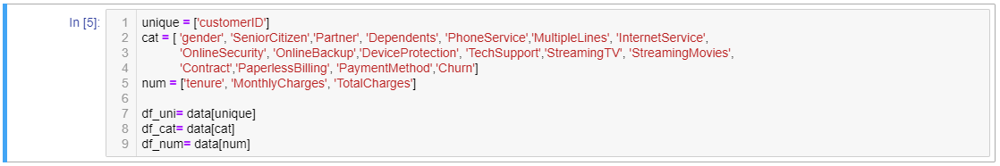 In [5]:
1 unique = ['customerID']
2 cat = [ 'gender', 'SeniorCitizen','Partner', 'Dependents', 'PhoneService','MultipleLines', 'InternetService',
3 'OnlineSecurity', 'OnlineBackup','DeviceProtection', 'TechSupport','StreamingTV', 'StreamingMovies',
4 'Contract','PaperlessBilling', 'PaymentMethod','Churn']
5 num = ['tenure', 'MonthlyCharges', 'TotalCharges']
6
7 df_uni= data[unique]
8 df_cat= data[cat]
9 df_num= data[num]